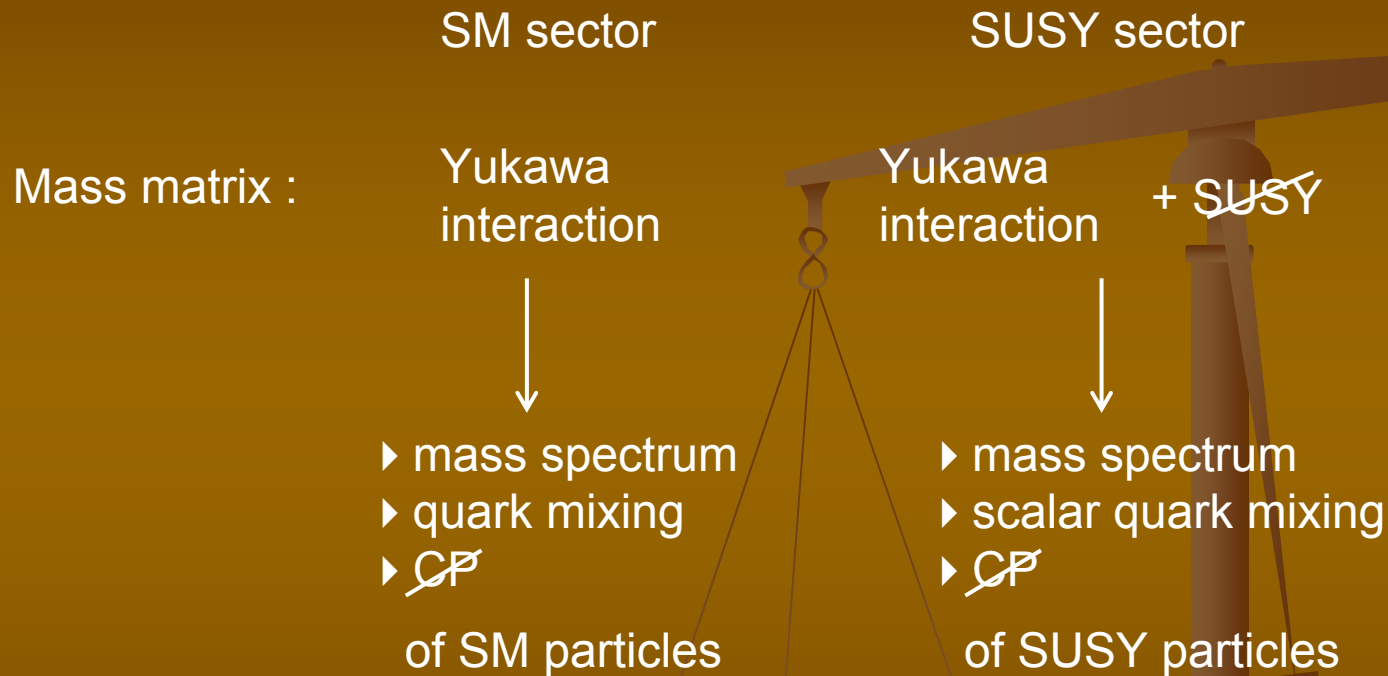 SM sector SUSY sector
Mass matrix : Yukawa interaction Yukawa interaction + SUSY
mass spectrum
quark mixing
CP
of SM particles
mass spectrum
scalar quark mixing
CP
of SUSY particles